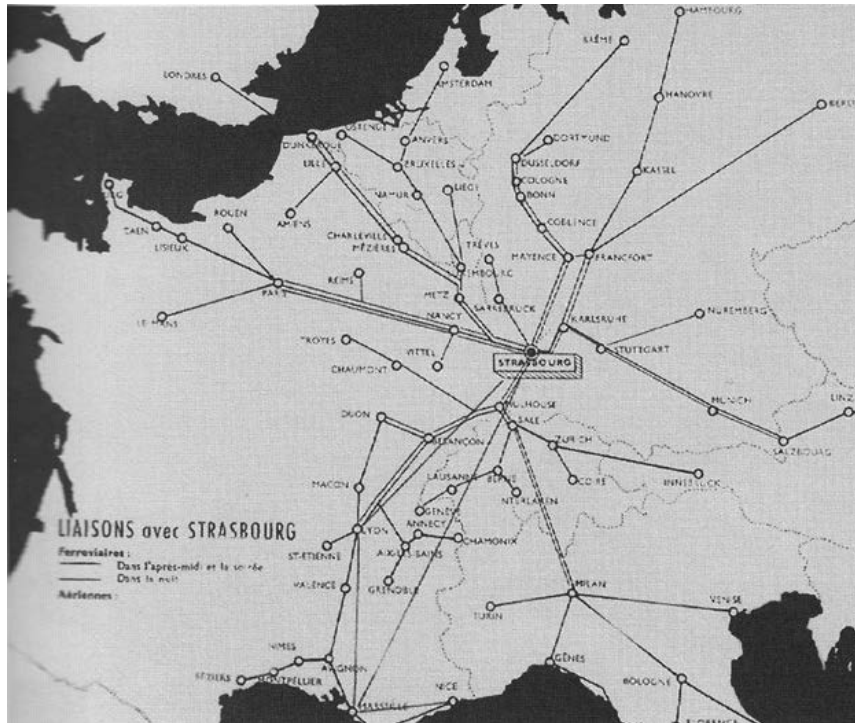 HAMBOURG
BRÊME
LONDRES
AMSTERDAM
HANOVRE
OSTENDE
ANVERS
DORTMUND
DUNKERQUE
LILLE
BRUXELLES
DUSSELDORF
KASSEL
COLOGNE
NAMUR
LIEGE
BONN
ROUEN
AMIENS
COBLENCE
CAEN
LISIEUX
CHARLEVILLE
MÉZIÈRES
TRÈVES
MAYENCE
FRANCFORT
REIMS
PARIS
METZ
SARREBRUCK
LE MANS
NANCY
KARLSRUHE
NUREMBERG
TROYES
STUTTGART
VITTEL
STRASBOURG
CHAUMONT
MUNICH
LINZ
MULHOUSE
DIJON
BALE
SALZBOURG
BESANÇON
ZURICH
LAUSANNE
BERNE
COIRE
INNSBRUCK
MACON
INTERLAKEN
GENÈVE
LIAISONS avec STRASBOURG
ANNECY
LYON
CHAMONIX
Ferroviaires :
ST-ETIENNE
AIX-LES-BAINS
Dans l'après-midi et la soirée
Dans la nuit
VALENCE
GRENOBLE
MILAN
Aériennes :
TURIN
VENISE
NIMES
AVIGNON
GÊNES
BÉZIERS
MONTPELLIER
NICE
BOLOGNE
MARSEILLE